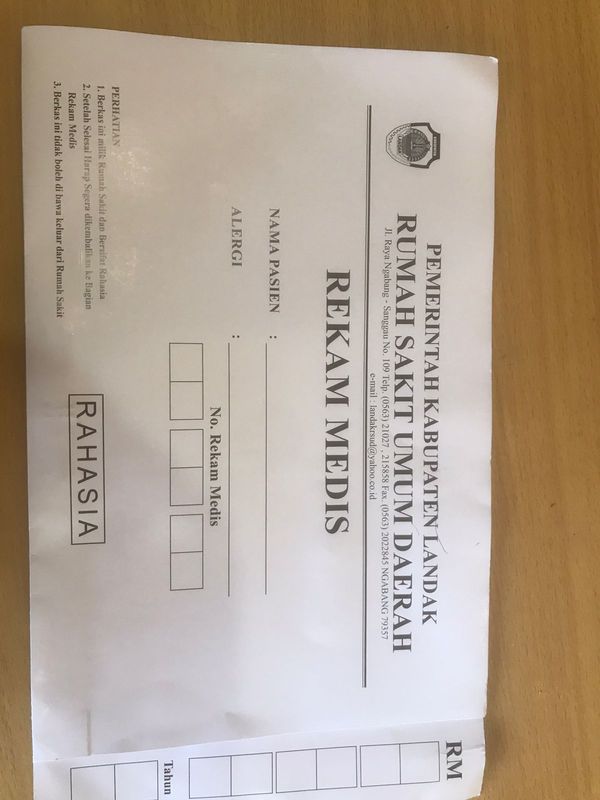 PEMERINTAH KABUPATEN LANDAK
RUMAH SAKIT UMUM DAERAH
Jl. Raya Ngabang - Sanggau No. 109 Telp. (0563) 21027 , 215858 Fax. (0563) 2022845 NGABANG 79357
e-mail : landakrsud@yahoo.co.id
REKAM MEDIS
NAMA PASIEN :
ALERGI :
No. Rekam Medis
PERHATIAN
1. Berkas ini milik Rumah Sakit dan Bersifat Rahasia
2. Setelah Selesai Harap Segera dikembalikan ke Bagian
Rekam Medis
3. Berkas ini tidak boleh di bawa keluar dari Rumah Sakit
RAHASIA
RM
Tahun